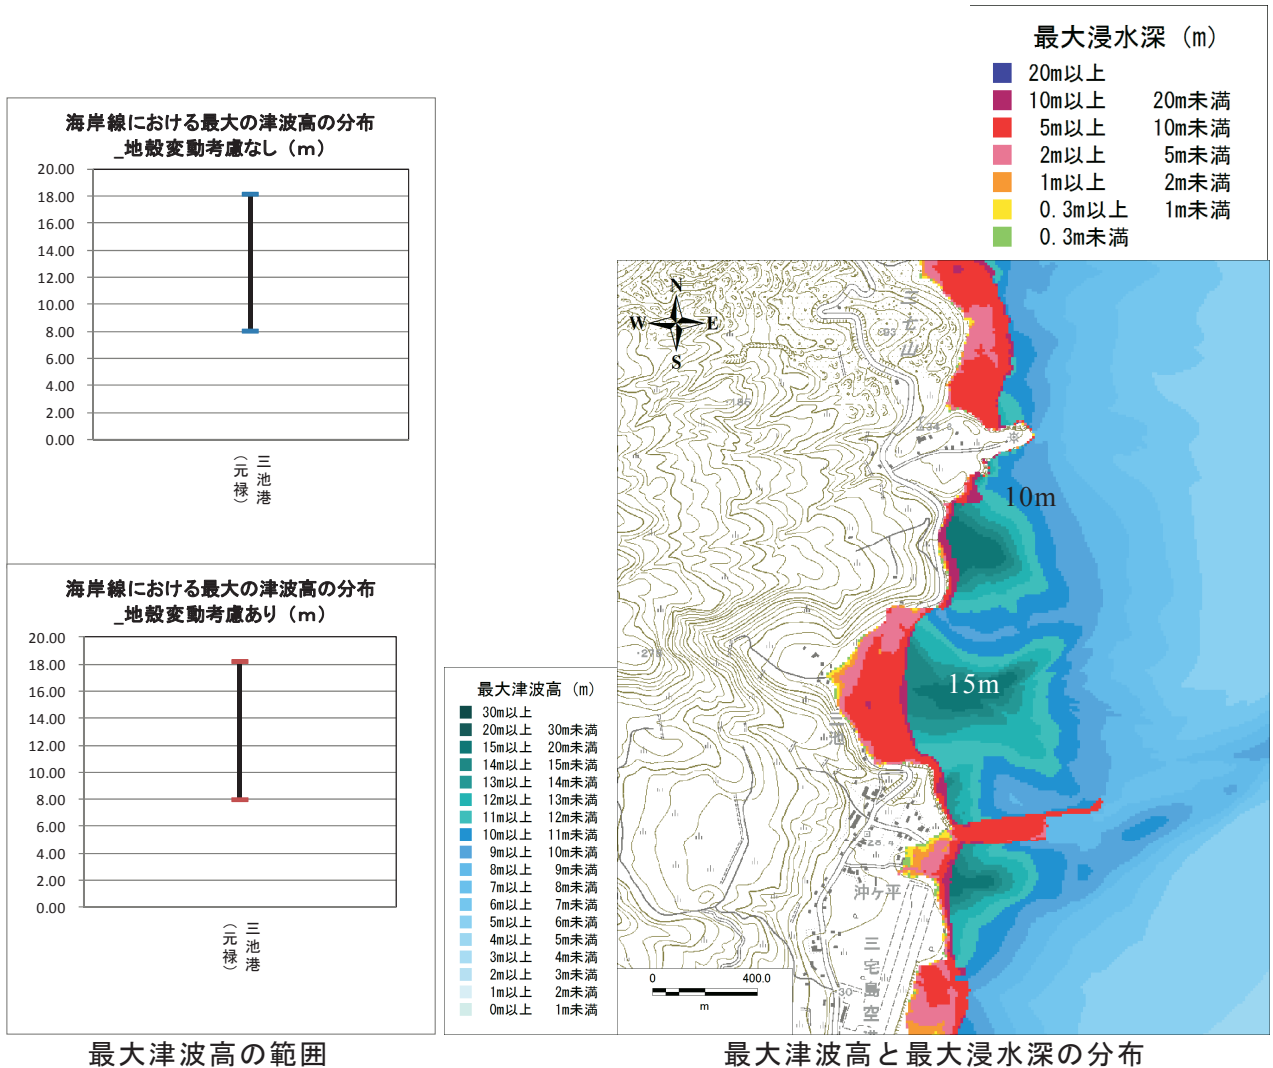 海岸線における最大の津波高の分布
_地殻変動考慮なし（ｍ）
20.00
18.00
16.00
14.00
12.00
10.00
8.00
6.00
4.00
2.00
0.00
三池港
（元禄）
海岸線における最大の津波高の分布
_地殻変動考慮あり（ｍ）
20.00
18.00
16.00
14.00
12.00
10.00
8.00
6.00
4.00
2.00
0.00
三池港
（元禄）
最大津波高の範囲
最大津波高（m）
30m以上
20m以上 30m未満
15m以上 20m未満
14m以上 15m未満
13m以上 14m未満
12m以上 13m未満
11m以上 12m未満
10m以上 11m未満
9m以上 10m未満
8m以上 9m未満
7m以上 8m未満
6m以上 7m未満
5m以上 6m未満
4m以上 5m未満
3m以上 4m未満
2m以上 3m未満
1m以上 2m未満
0m以上 1m未満
最大浸水深（m）
20m以上
10m以上 20m未満
5m以上 10m未満
2m以上 5m未満
1m以上 2m未満
0.3m以上 1m未満
0.3m未満
N
W E
S
三七山
10m
15m
三池
沖ヶ平
三宅島空港
30
0 400.0
m
最大津波高と最大浸水深の分布